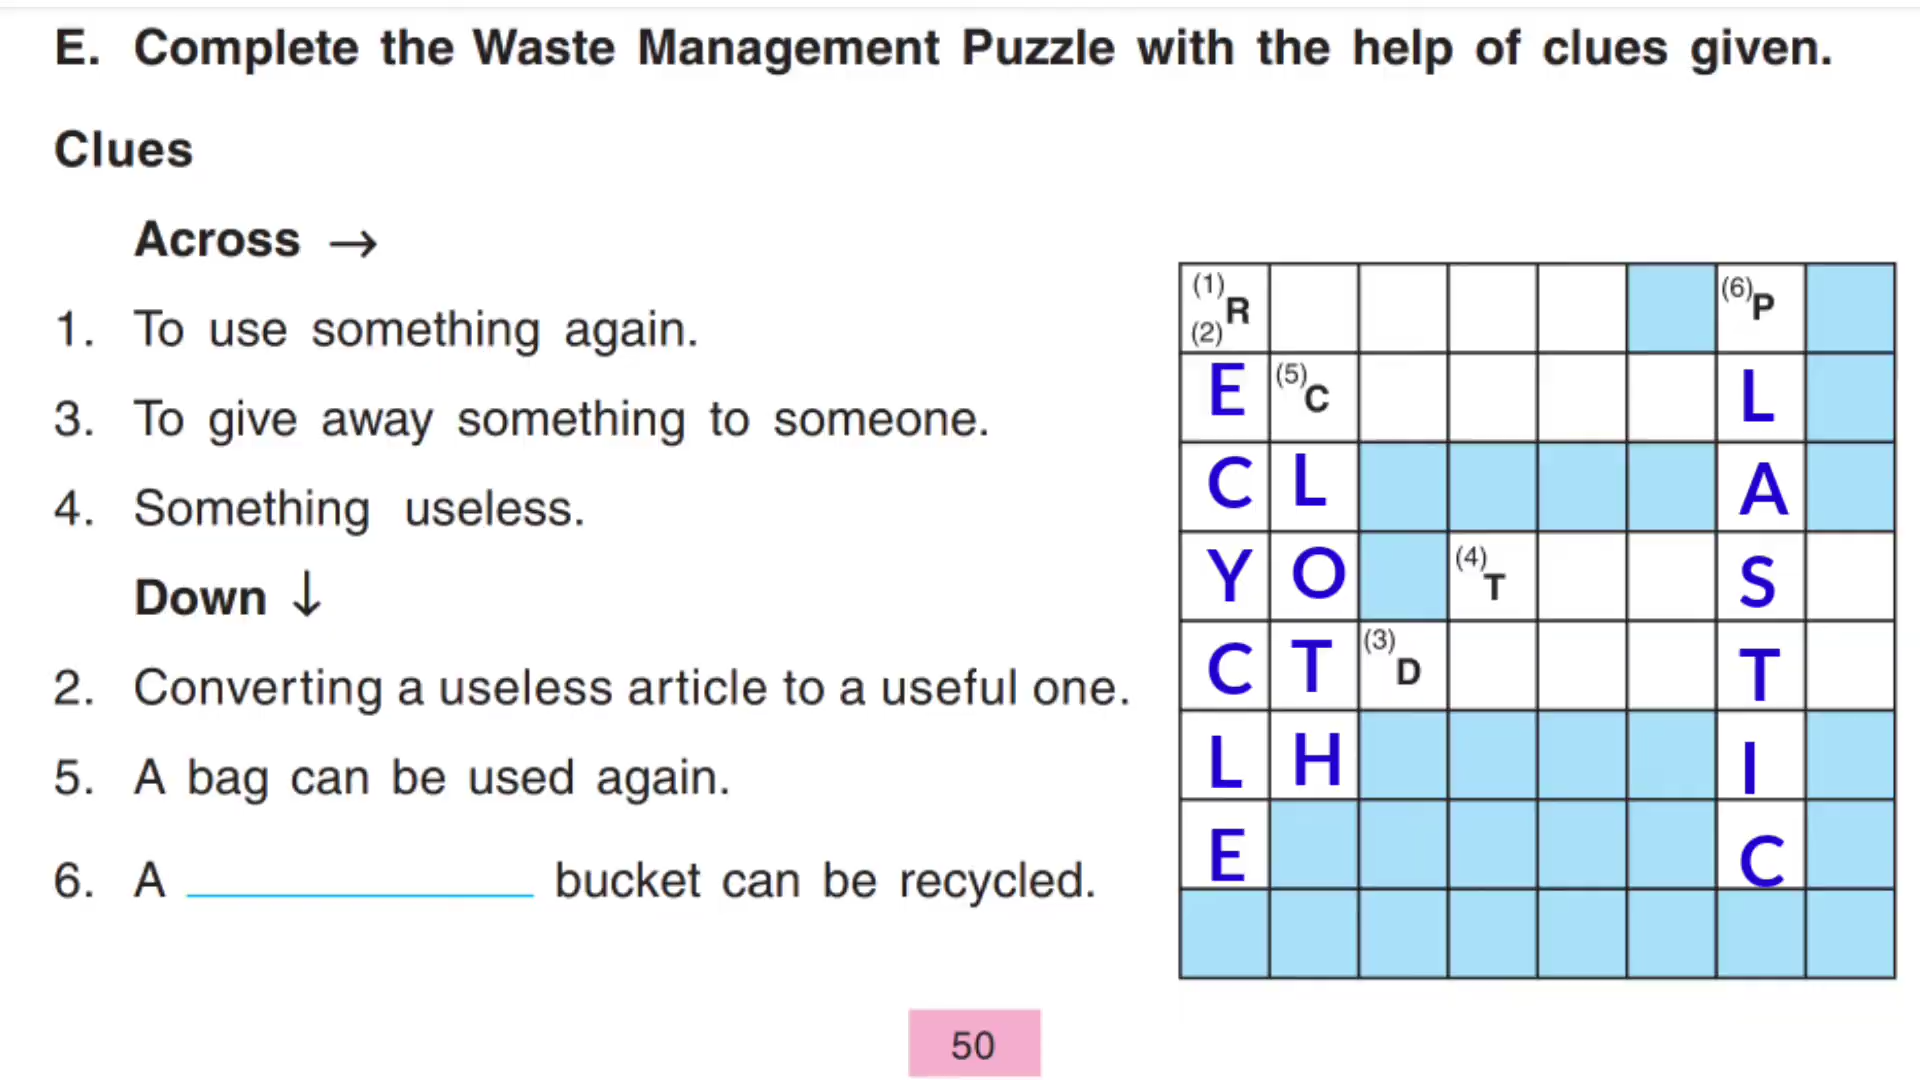 E. Complete the Waste Management Puzzle with the help of clues given.
Clues
Across →
1. To use something again.
3. To give away something to someone.
4. Something useless.
Down ↓
2. Converting a useless article to a useful one.
5. A bag can be used again.
6. A ____________ bucket can be recycled.
(1) R (2) (6) P
E (5) C L
C L A
Y O (4) T S
C T (3) D T
L H I
E C
50